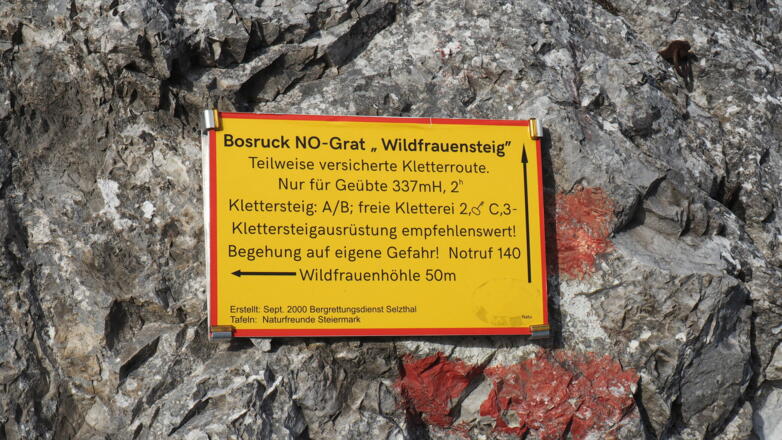 Bosruck NO-Grat „ Wildfrauensteig"
Teilweise versicherte Kletterroute.
Nur für Geübte 337mH, 2ʰ
Klettersteig: A/B; freie Kletterei 2,♂ C,3-
Klettersteigausrüstung empfehlenswert!
Begehung auf eigene Gefahr! Notruf 140
Wildfrauenhöhle 50m
Erstellt: Sept. 2000 Bergrettungsdienst Selzthal
Tafeln: Naturfreunde Steiermark